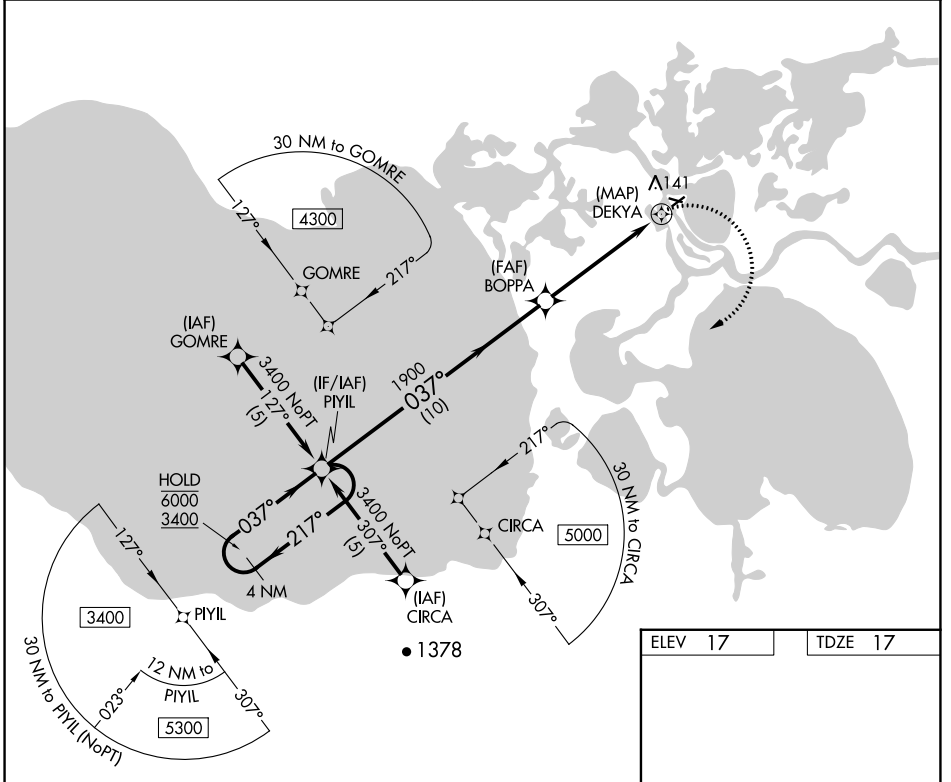 30 NM to GOMRE
127°
4300
GOMRE
217°
141
(MAP)
DEKYA
(FAF)
BOPPA
(IAF)
GOMRE
3400 NoPT
127°
(5)
(IF/IAF)
PIYIL
1900
037°
(10)
HOLD
6000
3400
037°
217°
4 NM
3400 NoPT
307°
(5)
(IAF)
CIRCA
1378
217°
CIRCA
5000
307°
30 NM to CIRCA
127°
3400
PIYIL
12 NM to
PIYIL
023°
307°
5300
30 NM to PIYIL (NoPT)
ELEV 17
TDZE 17